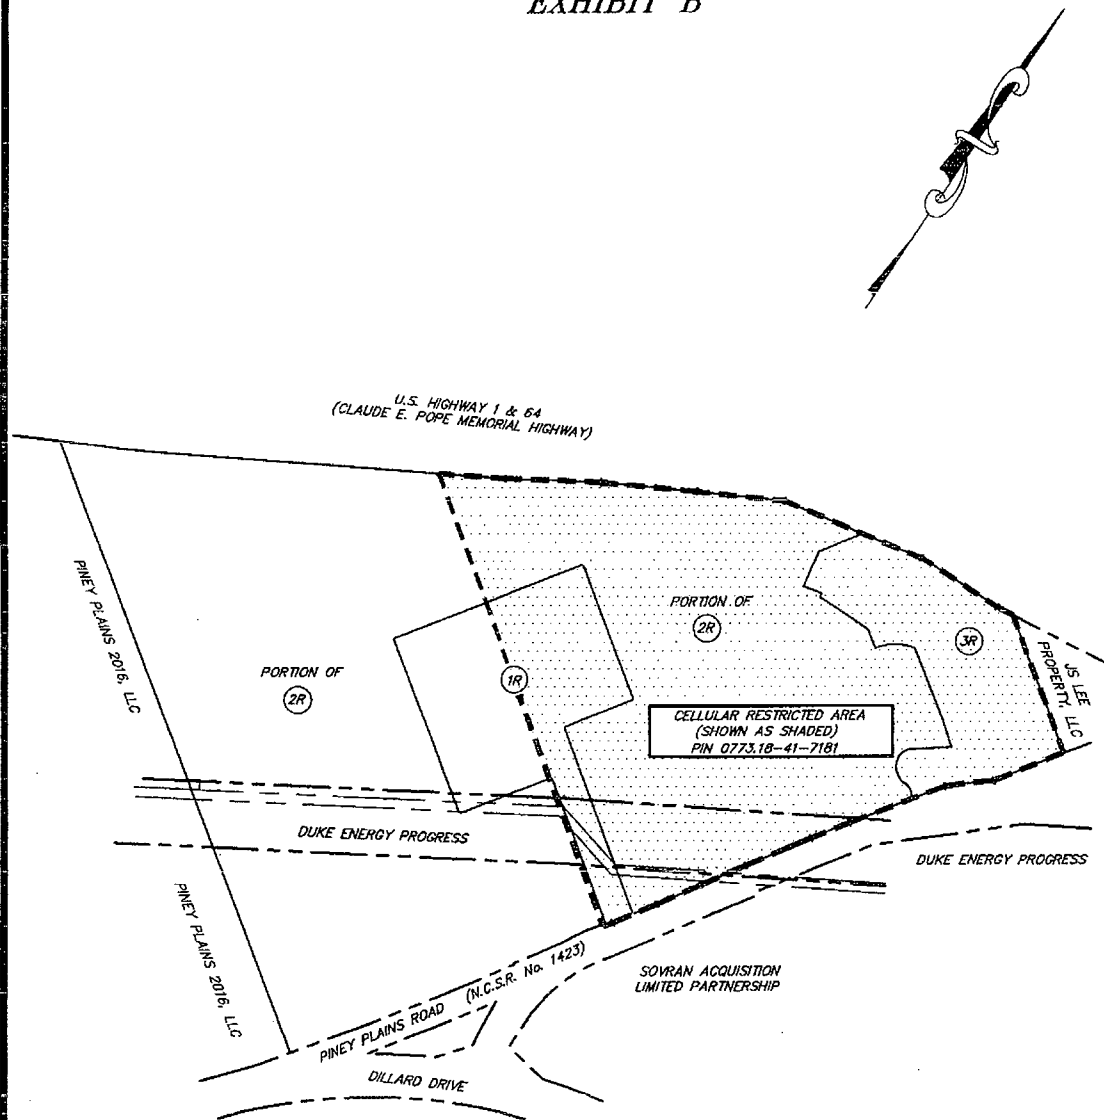 EXHIBIT B
U.S. HIGHWAY 1 & 64
(CLAUDE E. POPE MEMORIAL HIGHWAY)
PINEY PLAINS 2016, LLC
PORTION OF
2R
1R
PORTION OF
2R
3R
JS LEE
PROPERTY, LLC
CELLULAR RESTRICTED AREA
(SHOWN AS SHADED)
PIN 0773.18-41-7181
DUKE ENERGY PROGRESS
DUKE ENERGY PROGRESS
PINEY PLAINS 2016, LLC
SOVRAN ACQUISITION
LIMITED PARTNERSHIP
PINEY PLAINS ROAD (N.C.S.R. No. 1423)
DILLARD DRIVE